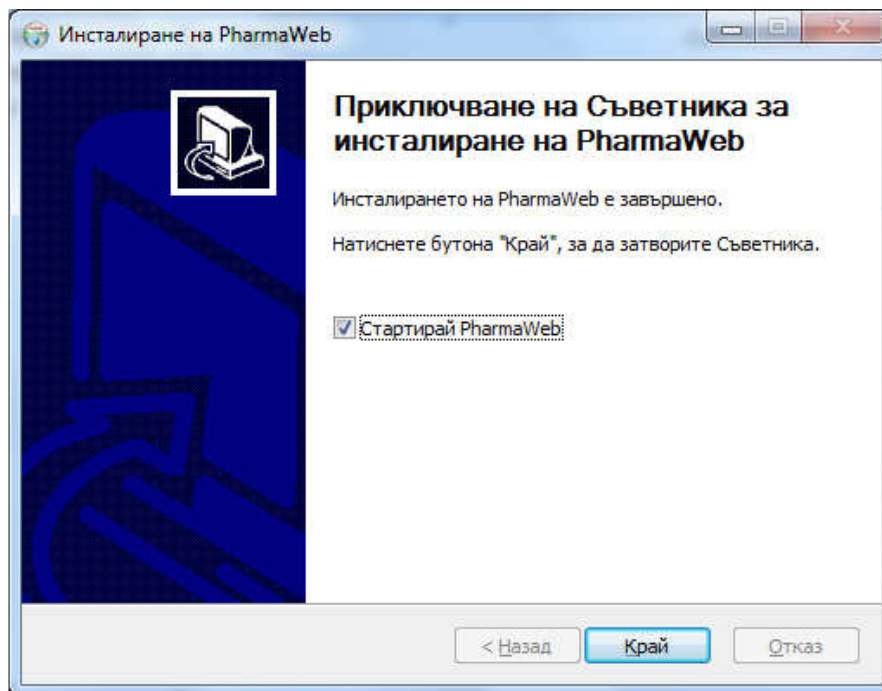 Инсталиране на PharmaWeb
Приключване на Съветника за
инсталиране на PharmaWeb
Инсталирането на PharmaWeb е завършено.
Натиснете бутона "Край", за да затворите Съветника.
Стартирай PharmaWeb
< Назад
Край
Отказ